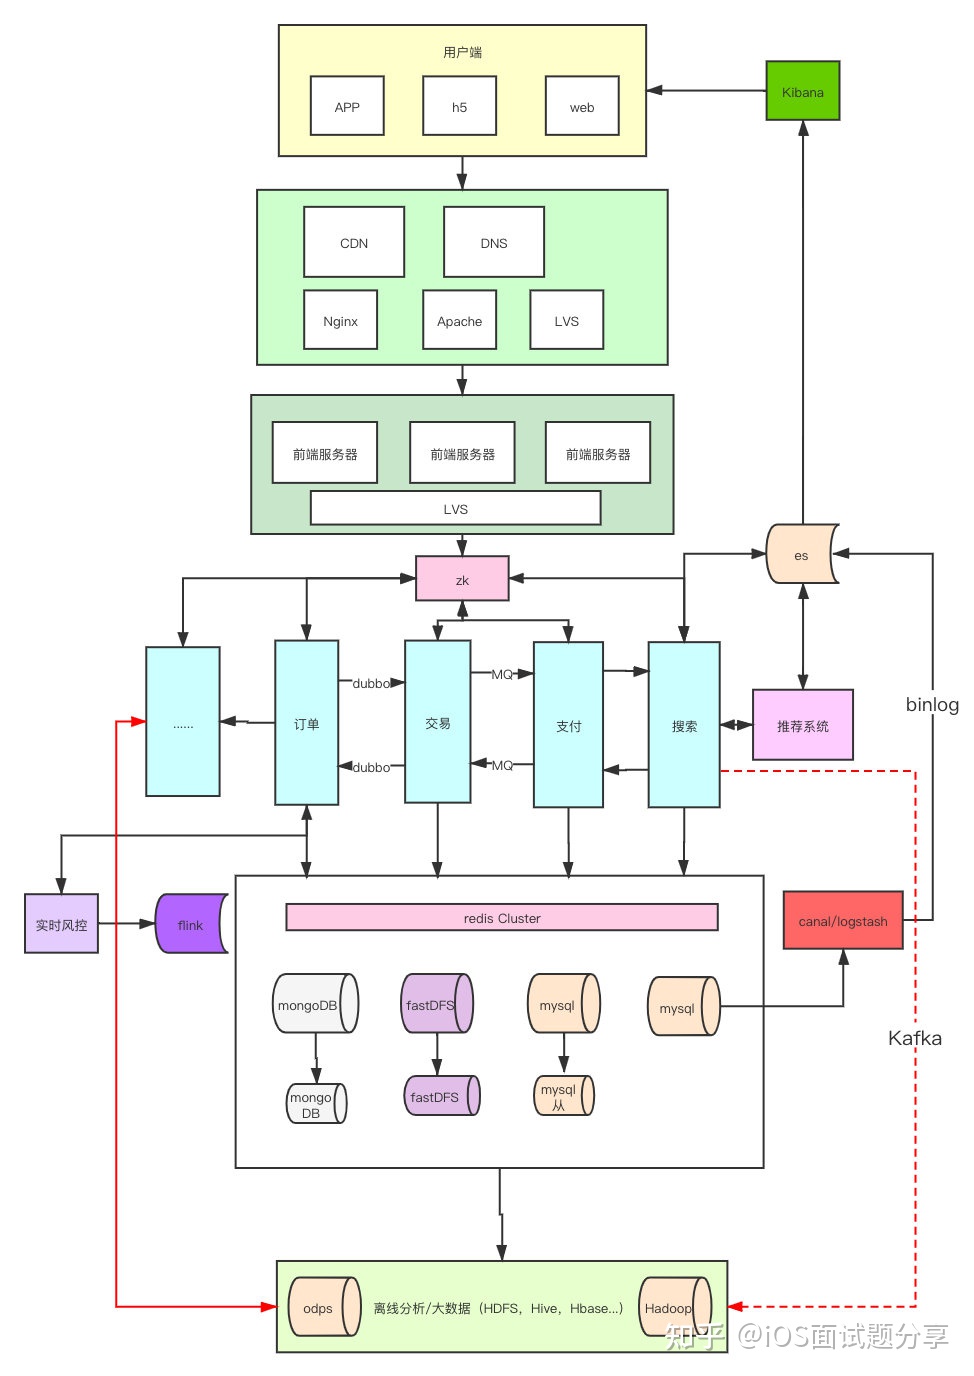 用户端
APP
h5
web
Kibana
CDN
DNS
Nginx
Apache
LVS
前端服务器
前端服务器
前端服务器
LVS
zk
es
......
订单
dubbo
dubbo
交易
MQ
MQ
支付
搜索
推荐系统
binlog
实时风控
flink
redis Cluster
canal/logstash
mongoDB
fastDFS
mysql
mysql
Kafka
mongo
DB
fastDFS
mysql
从
odps
离线分析/大数据（HDFS，Hive，Hbase...）
Hadoop
知乎 @iOS面试题分享